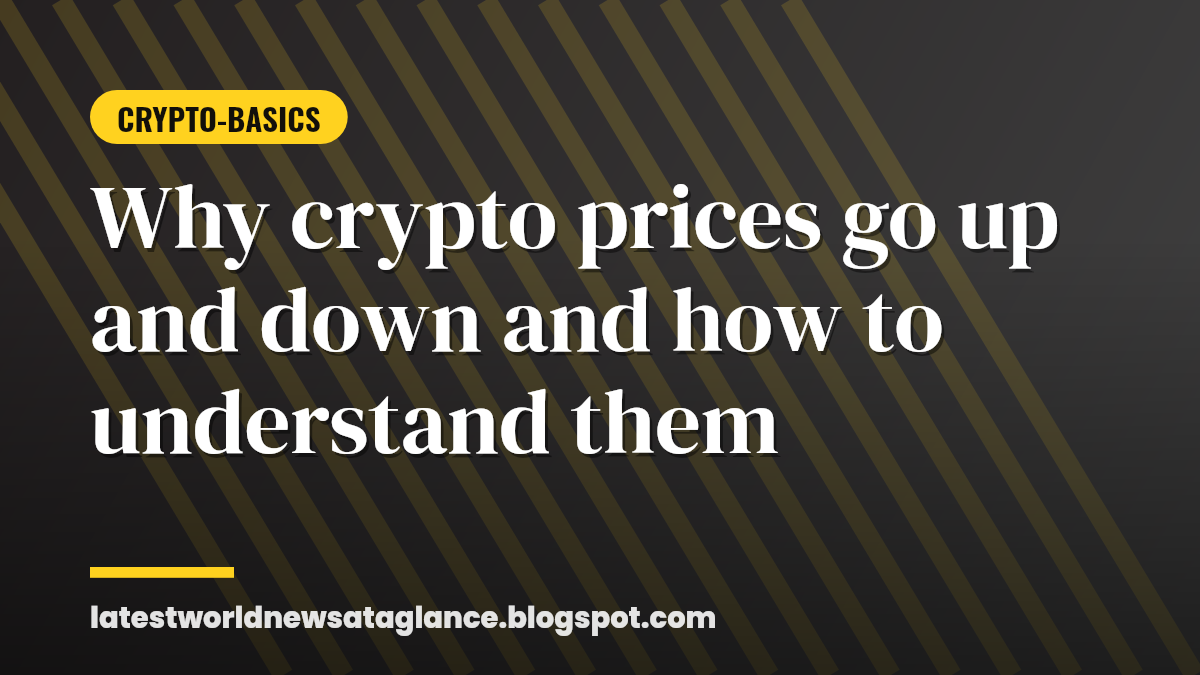 CRYPTO-BASICS
Why crypto prices go up
and down and how to
understand them
latestworldnewsataglance.blogspot.com